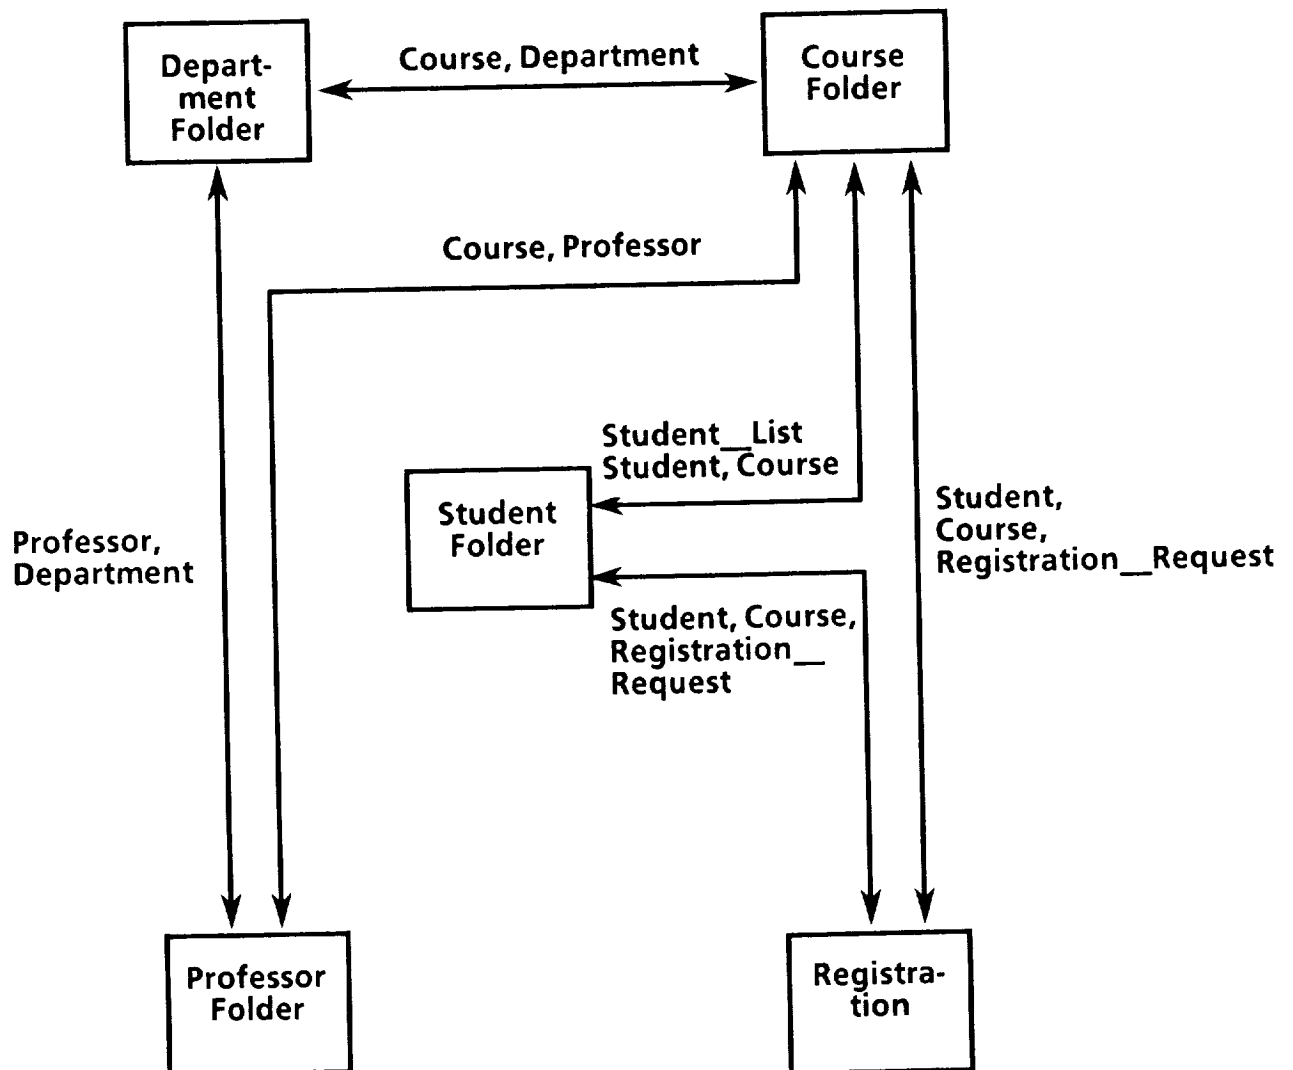 Depart-
ment
Folder
Course, Department
Course
Folder
Course, Professor
Student__List
Student, Course
Student
Folder
Student,
Course,
Registration__Request
Professor,
Department
Student, Course,
Registration__
Request
Professor
Folder
Registra-
tion